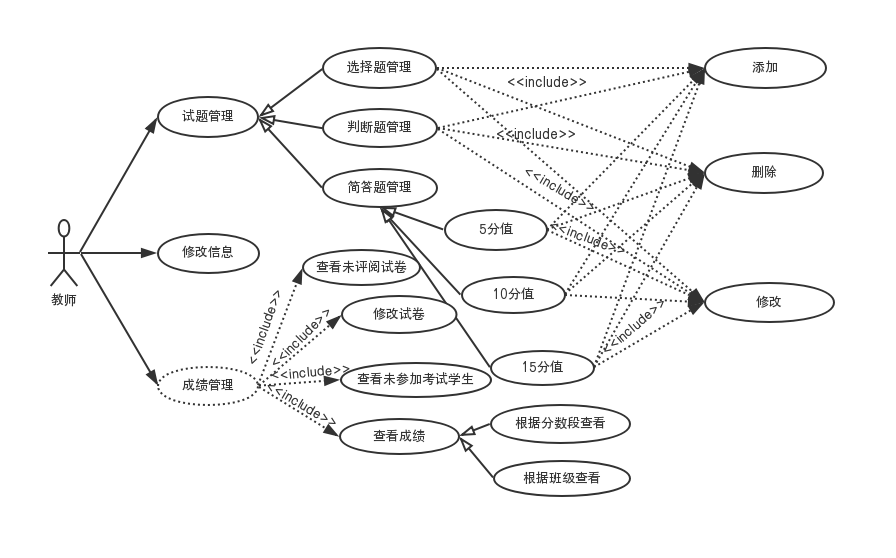 选择题管理
添加
<<include>>
试题管理
判断题管理
<<include>>
删除
简答题管理
<<include>>
5分值
<<include>>
修改信息
查看未评阅试卷
教师
10分值
修改
修改试卷
<<include>>
<<include>>
<<include>>
15分值
成绩管理
<<include>>
查看未参加考试学生
<<include>>
查看成绩
根据分数段查看
根据班级查看